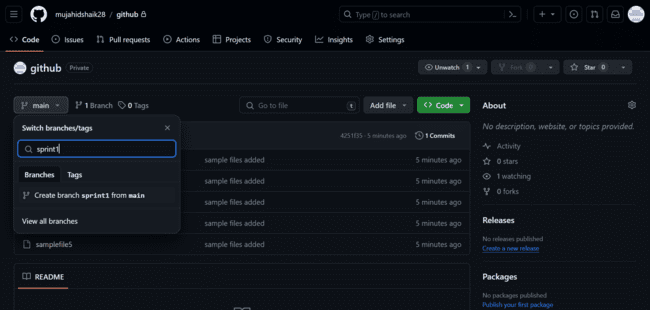 mujahidshaik28 / github
Type / to search
Code
Issues
Pull requests
Actions
Projects
Security
Insights
Settings
github Private
Unwatch 1
Fork 0
Star 0
main
1 Branch
0 Tags
Go to file t
Add file
Code
Switch branches/tags
sprint1
Branches Tags
Create branch sprint1 from main
View all branches
4251135 · 5 minutes ago 1 Commits
sample files added 5 minutes ago
sample files added 5 minutes ago
sample files added 5 minutes ago
sample files added 5 minutes ago
samplefile5 sample files added 5 minutes ago
README
About
No description, website, or topics provided.
Activity
0 stars
1 watching
0 forks
Releases
No releases published
Create a new release
Packages
No packages published
Publish your first package